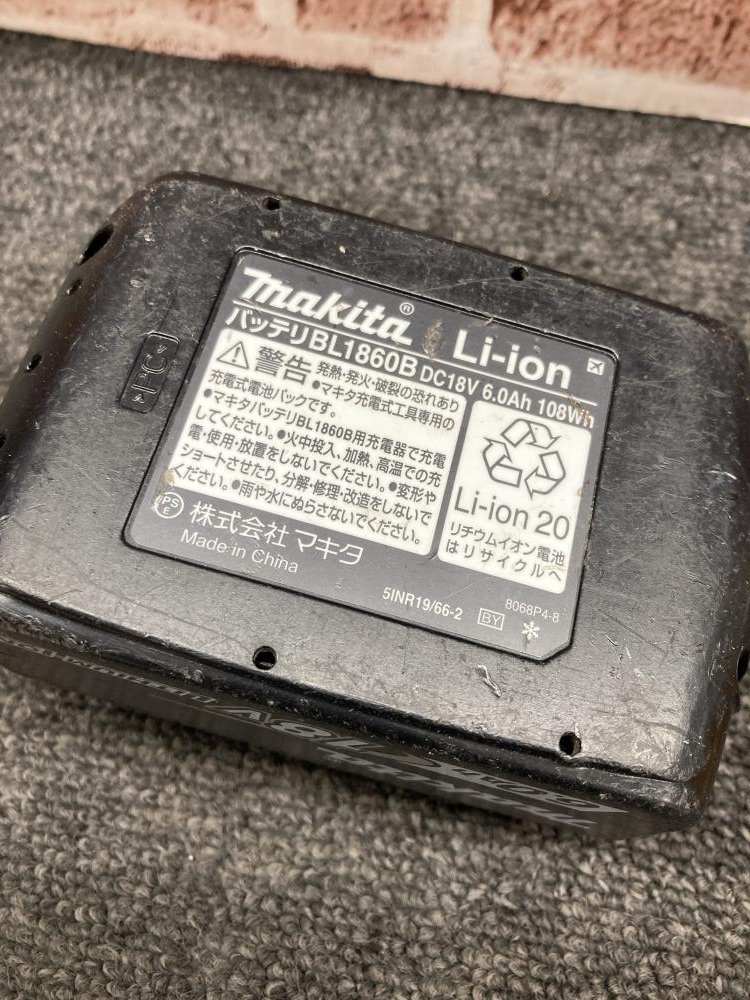 makita® Li-ion
バッテリBL1860B DC18V 6.0Ah 108Wh
警告 発熱・発火・破裂の恐れあり
●マキタ充電式工具専用の
充電式電池パックです。
●マキタバッテリBL1860B用充電器で充電
してください。●火中投入、加熱、高温での充
電・使用・放置をしないでください。●変形や
ショートさせたり、分解・修理・改造をしないで
ください。●雨や水にぬらさないでください。
Li-ion 20
リチウムイオン電池
はリサイクルへ
PS
E
株式会社 マキタ
Made in China
5INR19/66-2 BY 8068P4-8
makita
6.0Ah 18V